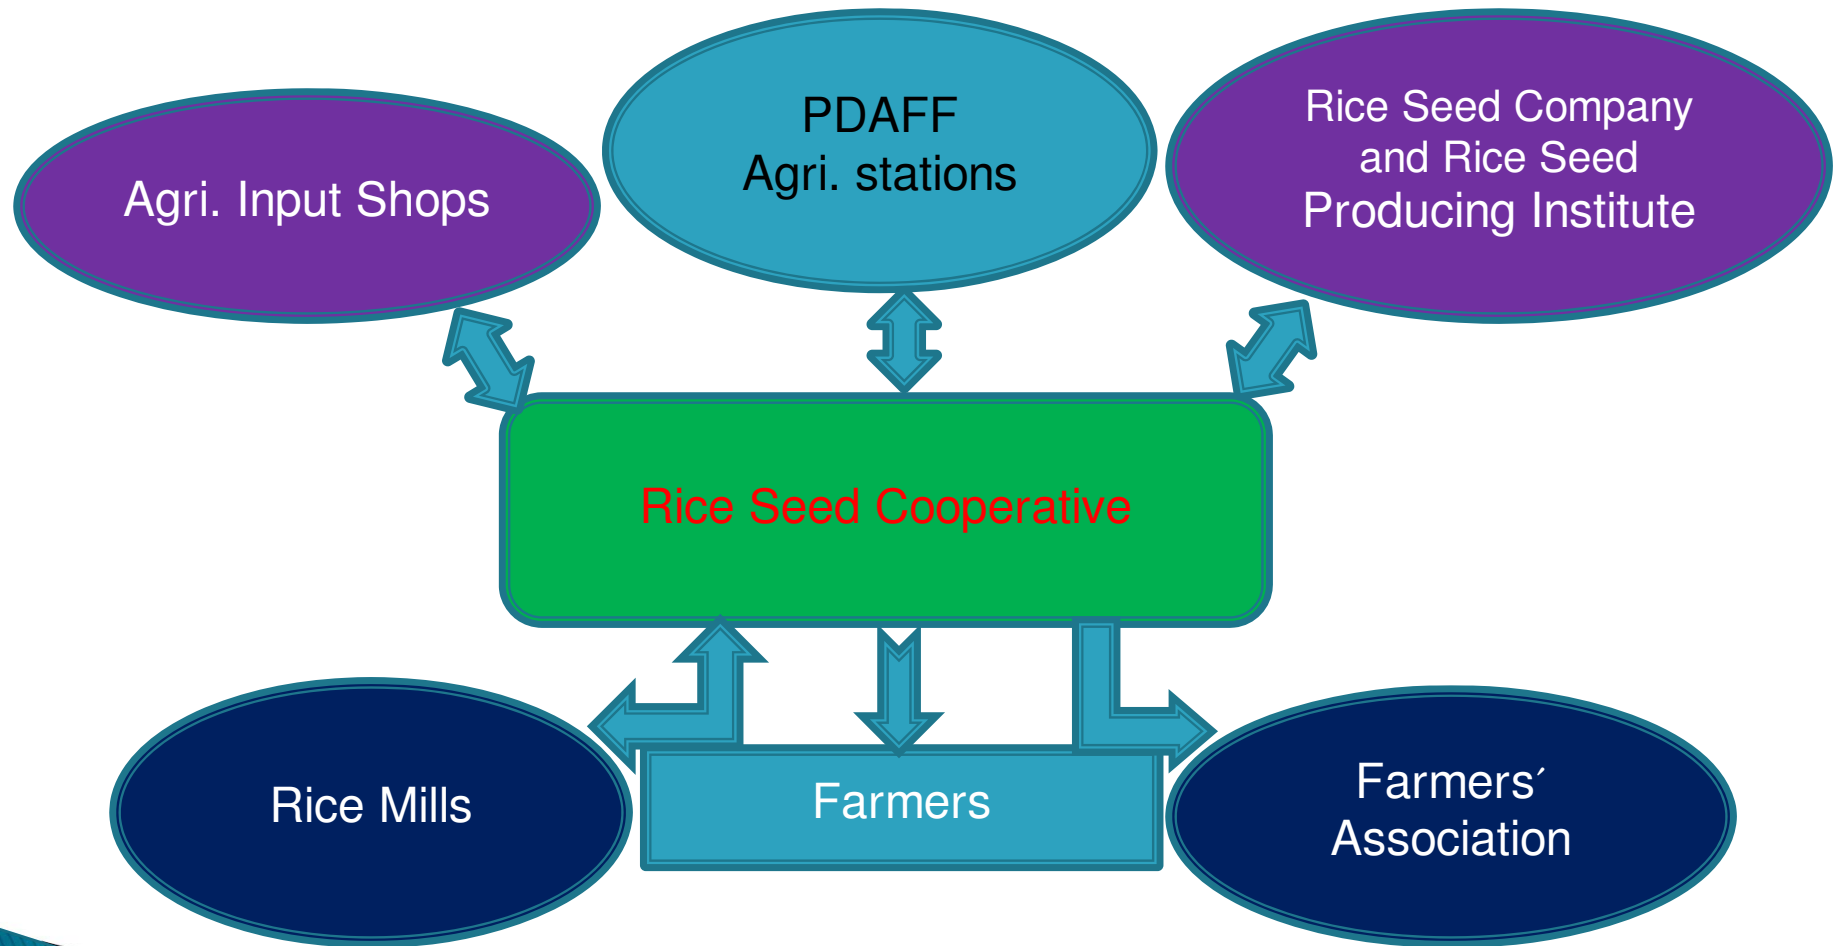 PDAFF
Agri. stations
Rice Seed Company
and Rice Seed
Producing Institute
Agri. Input Shops
Rice Seed Cooperative
Rice Mills
Farmers
Farmers′
Association